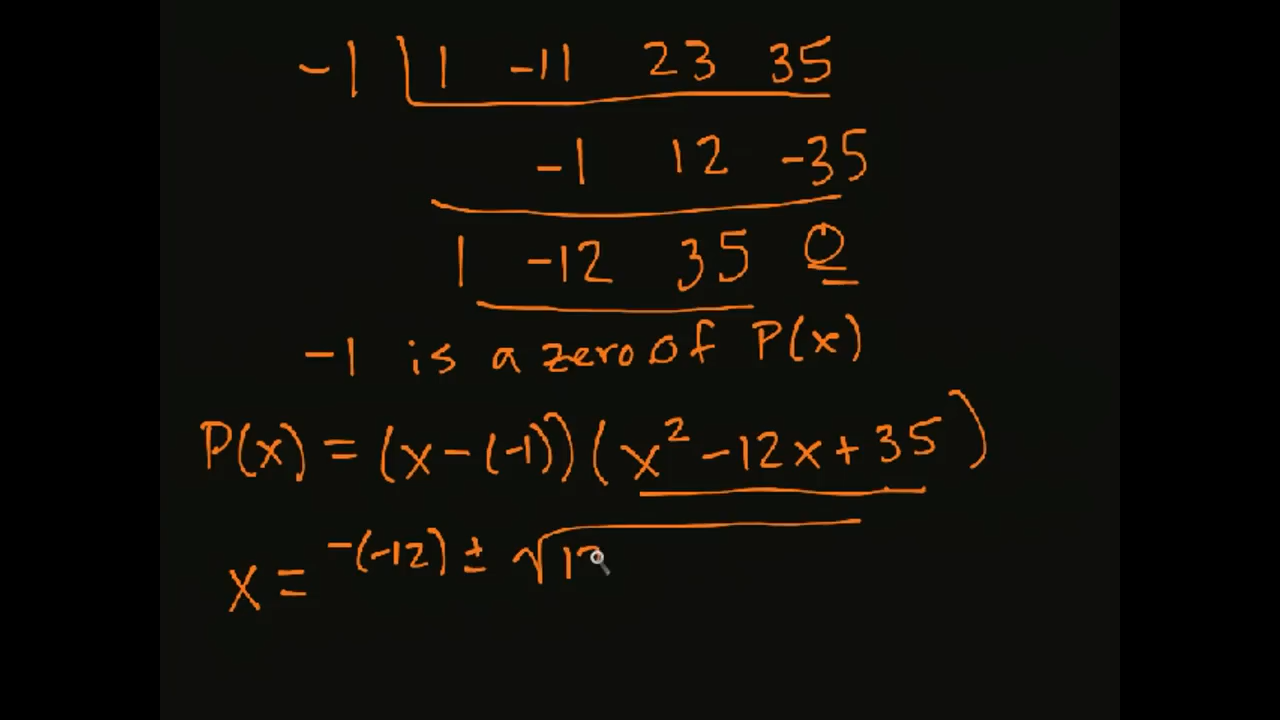 -1 | 1 -11 23 35
-1 12 -35
1 -12 35 0
-1 is a zero of P(x)
P(x) = (x - (-1)) (x² - 12x + 35)
x = -(-12) ± √12